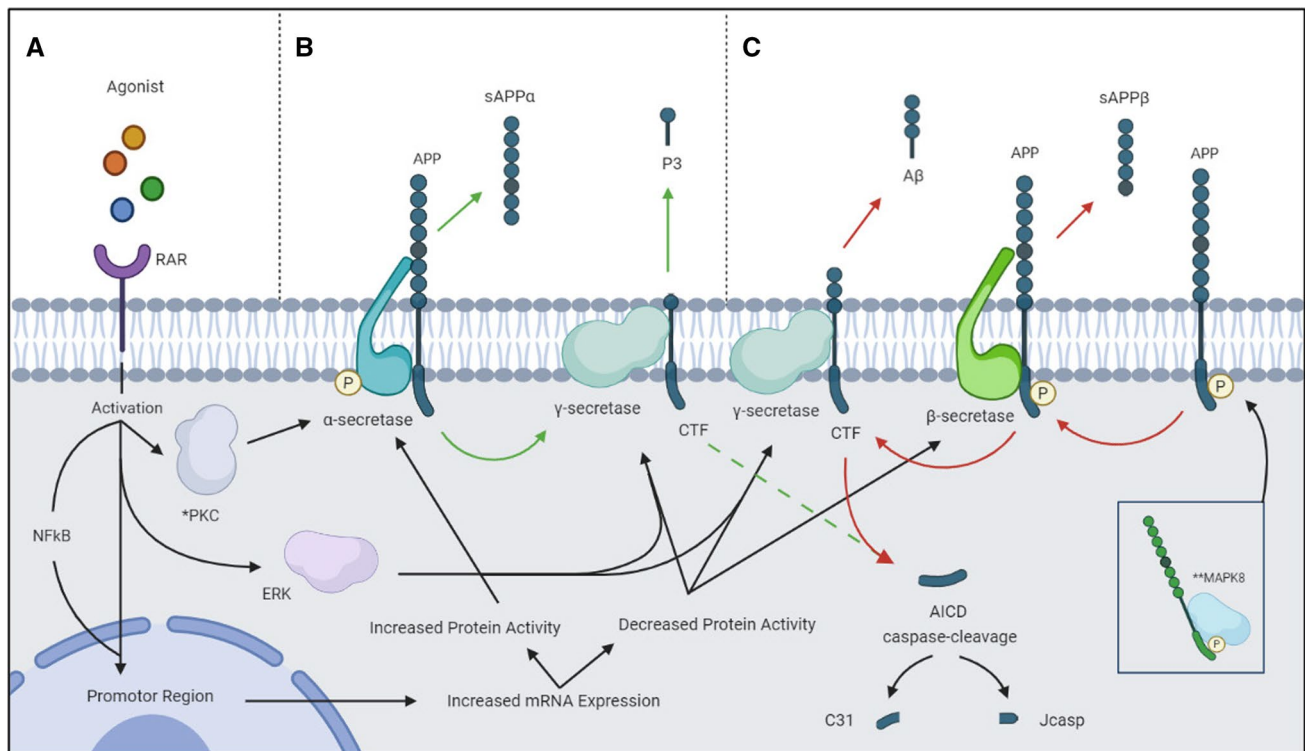 A
B
C
Agonist
RAR
sAPPα
APP
P3
Aβ
sAPPβ
APP
APP
P
α-secretase
γ-secretase
CTF
γ-secretase
CTF
β-secretase
P
P
Activation
*PKC
NFkB
ERK
Increased Protein Activity
Decreased Protein Activity
Promotor Region
Increased mRNA Expression
AICD
caspase-cleavage
C31
Jcasp
**MAPK8
P